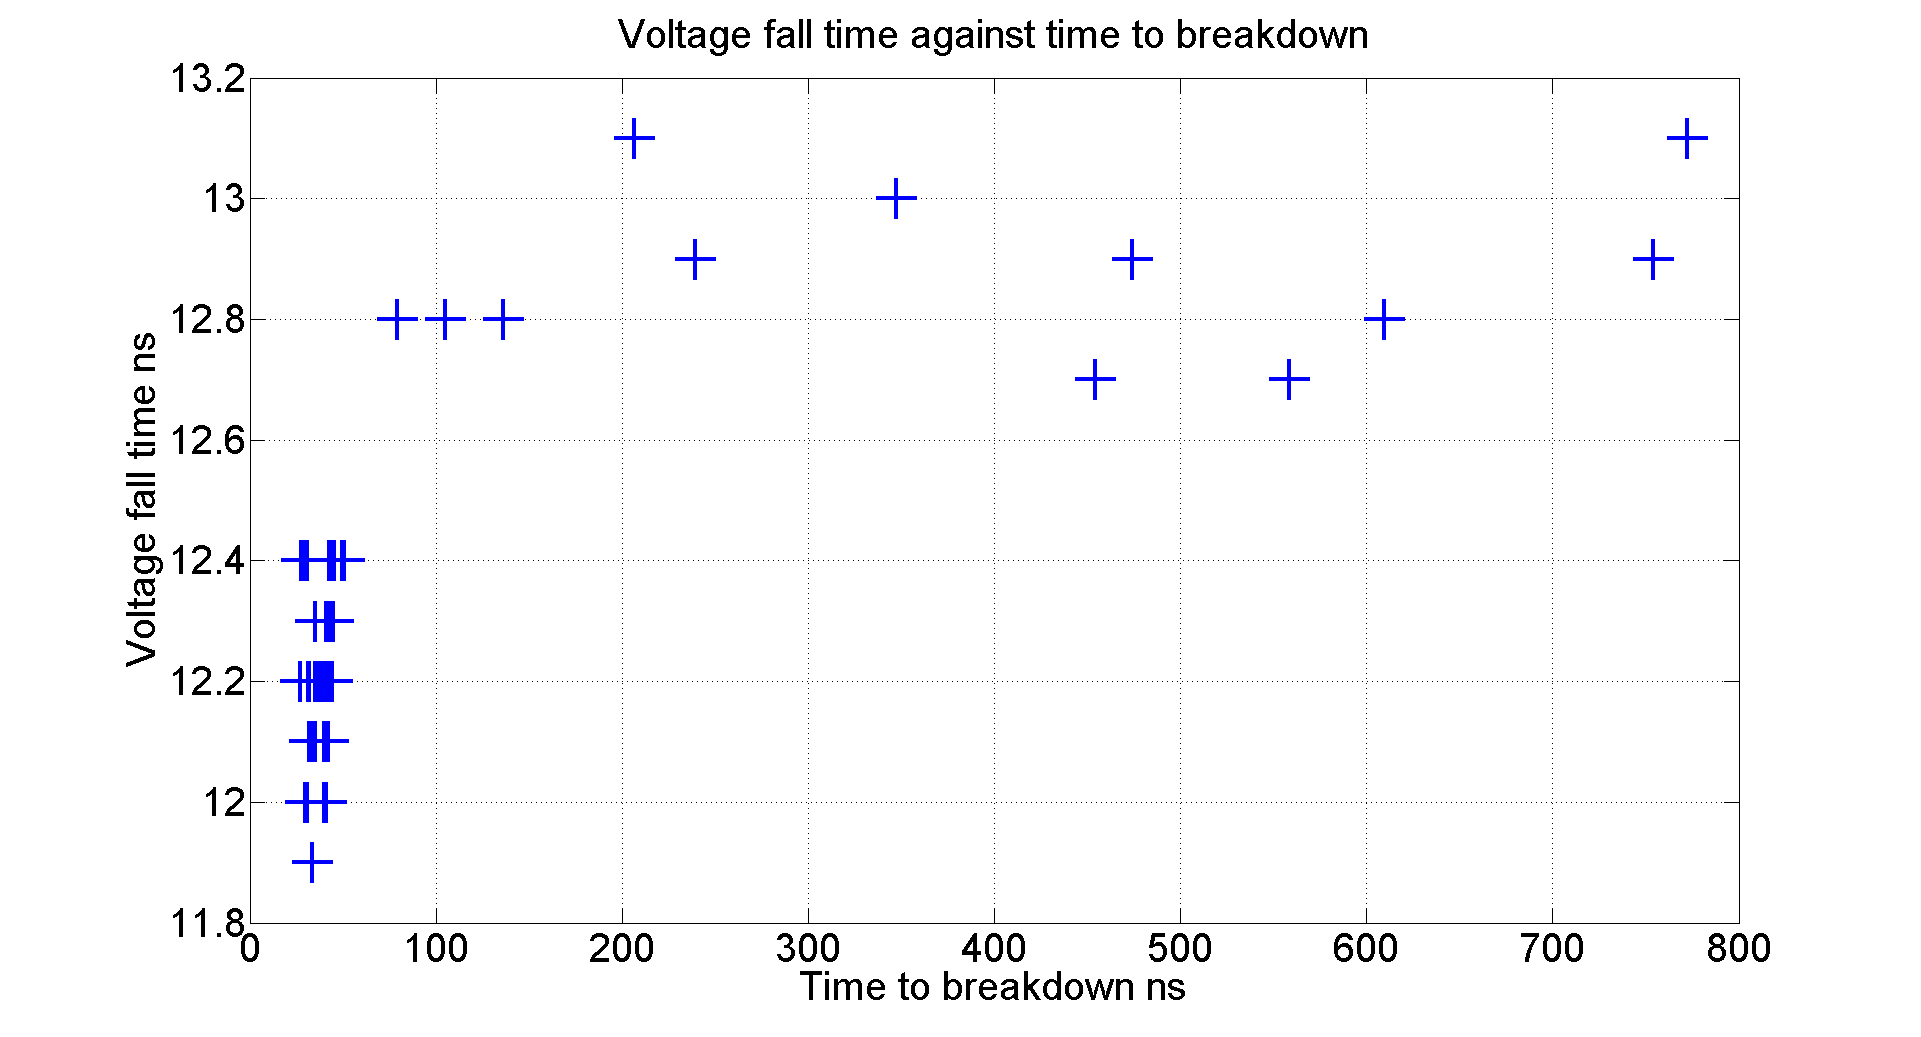 Voltage fall time against time to breakdown
13.2
13
12.8
12.6
12.4
12.2
12
11.8
Voltage fall time ns
0 100 200 300 400 500 600 700 800
Time to breakdown ns